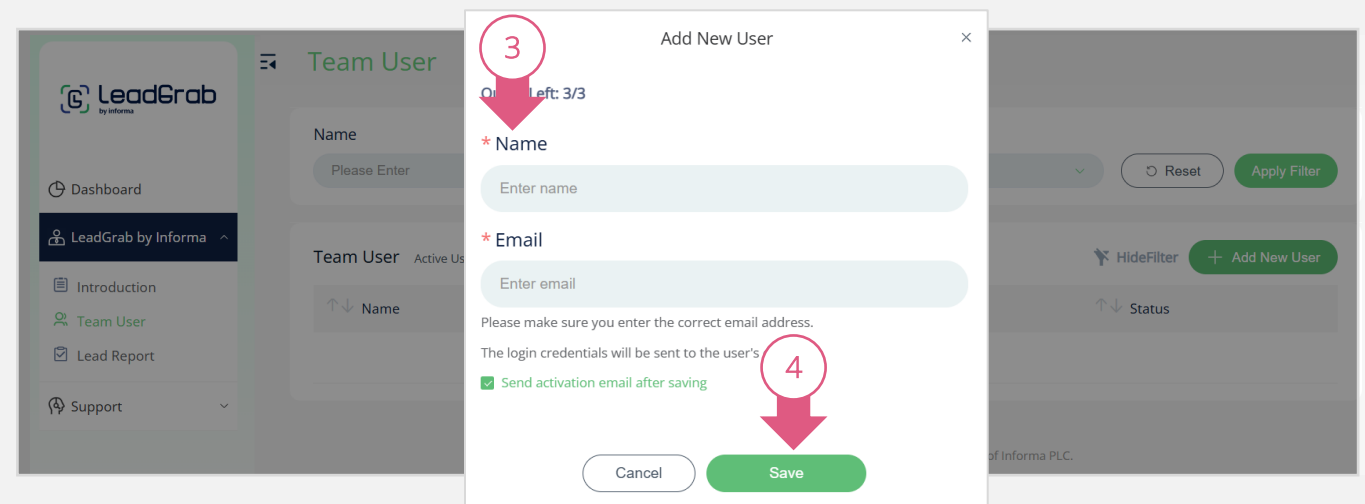 LeadGrab
by informa
Dashboard
LeadGrab by Informa
Introduction
Team User
Lead Report
Support
Team User
Name
Please Enter
Reset
Apply Filter
Team User
HideFilter
Add New User
Name
Status
of Informa PLC.
Add New User
3
Left: 3/3
* Name
Enter name
* Email
Enter email
Please make sure you enter the correct email address.
The login credentials will be sent to the user's
4
Send activation email after saving
Cancel
Save